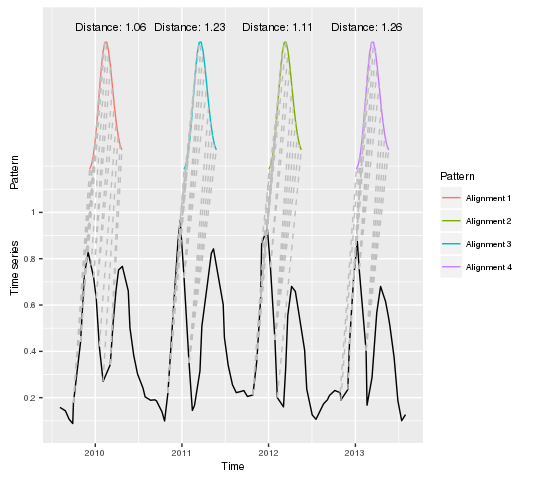 Distance: 1.06 Distance: 1.23 Distance: 1.11 Distance: 1.26
Pattern
Time series
1
0.8
0.6
0.4
0.2
2010 2011 2012 2013
Time
Pattern
Alignment 1
Alignment 2
Alignment 3
Alignment 4